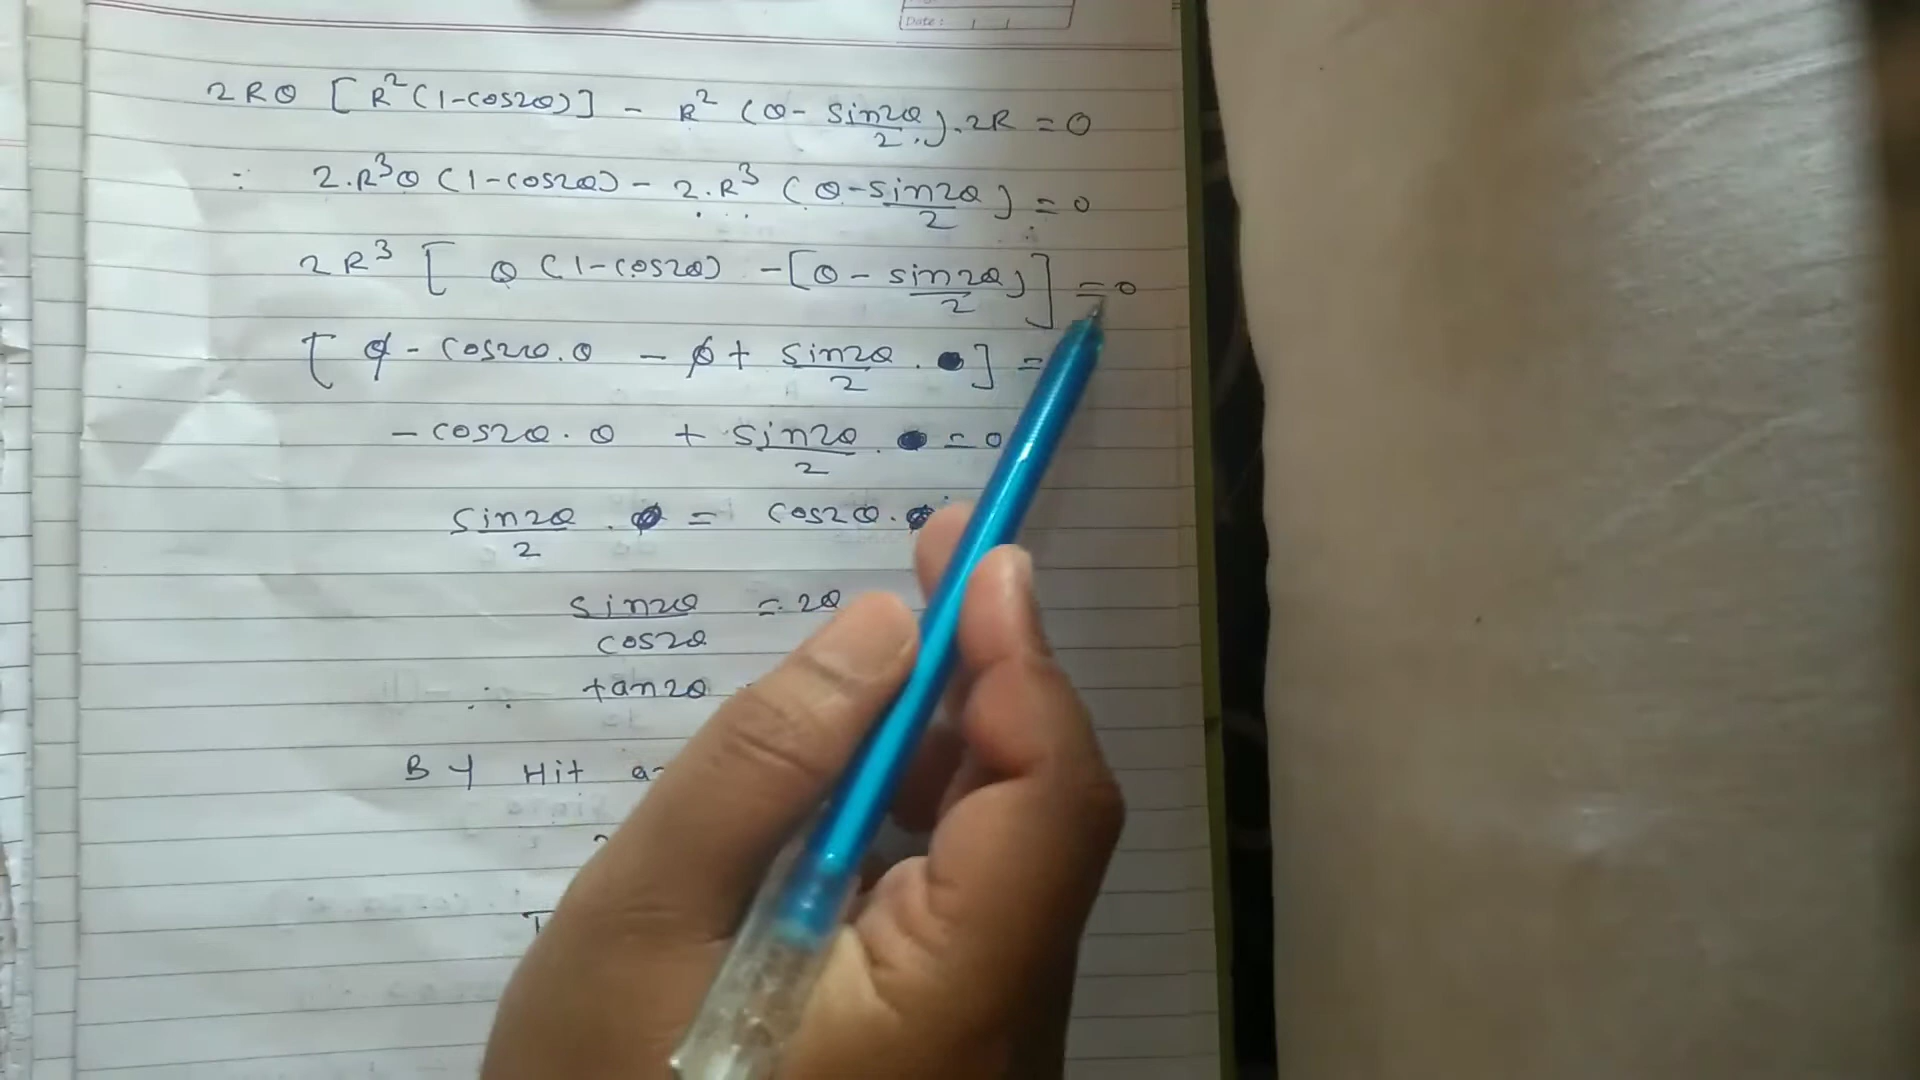 Date :
2Rθ [R²(1-cos2θ)] - R² (θ- sin2θ/2).2R = 0
∴ 2.R³θ (1-cos2θ) - 2.R³ (θ-sin2θ/2) = 0
2R³ [ θ (1-cos2θ) -[θ - sin2θ/2)] = 0
[ θ - cos2θ.θ - θ + sin2θ/2 . ] =
- cos2θ.θ + sin2θ/2 . = 0
sin2θ/2 . = cos2θ.
sin2θ/cos2θ = 2θ
∴ tan2θ
BY Hit